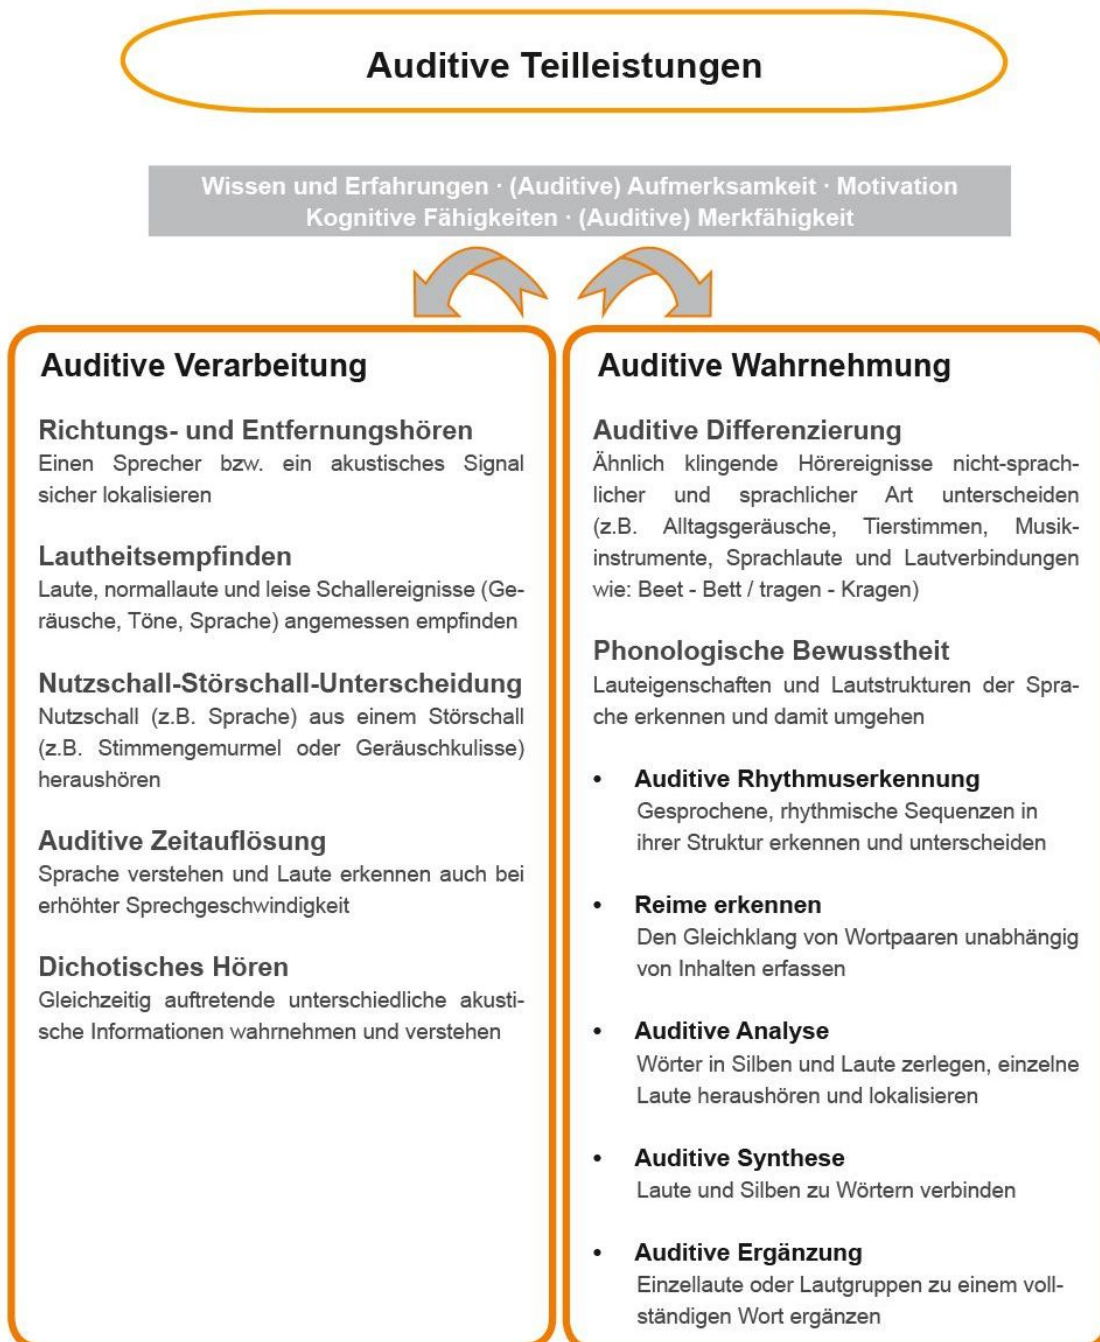 Auditive Teilleistungen
Wissen und Erfahrungen · (Auditive) Aufmerksamkeit · Motivation
Kognitive Fähigkeiten · (Auditive) Merkfähigkeit
Auditive Verarbeitung
Richtungs- und Entfernungshören
Einen Sprecher bzw. ein akustisches Signal
sicher lokalisieren
Lautheitsempfinden
Laute, normallaute und leise Schallereignisse (Ge-
räusche, Töne, Sprache) angemessen empfinden
Nutzschall-Störschall-Unterscheidung
Nutzschall (z.B. Sprache) aus einem Störschall
(z.B. Stimmengemurmel oder Geräuschkulisse)
heraushören
Auditive Zeitauflösung
Sprache verstehen und Laute erkennen auch bei
erhöhter Sprechgeschwindigkeit
Dichotisches Hören
Gleichzeitig auftretende unterschiedliche akusti-
sche Informationen wahrnehmen und verstehen
Auditive Wahrnehmung
Auditive Differenzierung
Ähnlich klingende Hörereignisse nicht-sprach-
licher und sprachlicher Art unterscheiden
(z.B. Alltagsgeräusche, Tierstimmen, Musik-
instrumente, Sprachlaute und Lautverbindungen
wie: Beet - Bett / tragen - Kragen)
Phonologische Bewusstheit
Lauteigenschaften und Lautstrukturen der Spra-
che erkennen und damit umgehen
• Auditive Rhythmuserkennung
Gesprochene, rhythmische Sequenzen in
ihrer Struktur erkennen und unterscheiden
• Reime erkennen
Den Gleichklang von Wortpaaren unabhängig
von Inhalten erfassen
• Auditive Analyse
Wörter in Silben und Laute zerlegen, einzelne
Laute heraushören und lokalisieren
• Auditive Synthese
Laute und Silben zu Wörtern verbinden
• Auditive Ergänzung
Einzellaute oder Lautgruppen zu einem voll-
ständigen Wort ergänzen